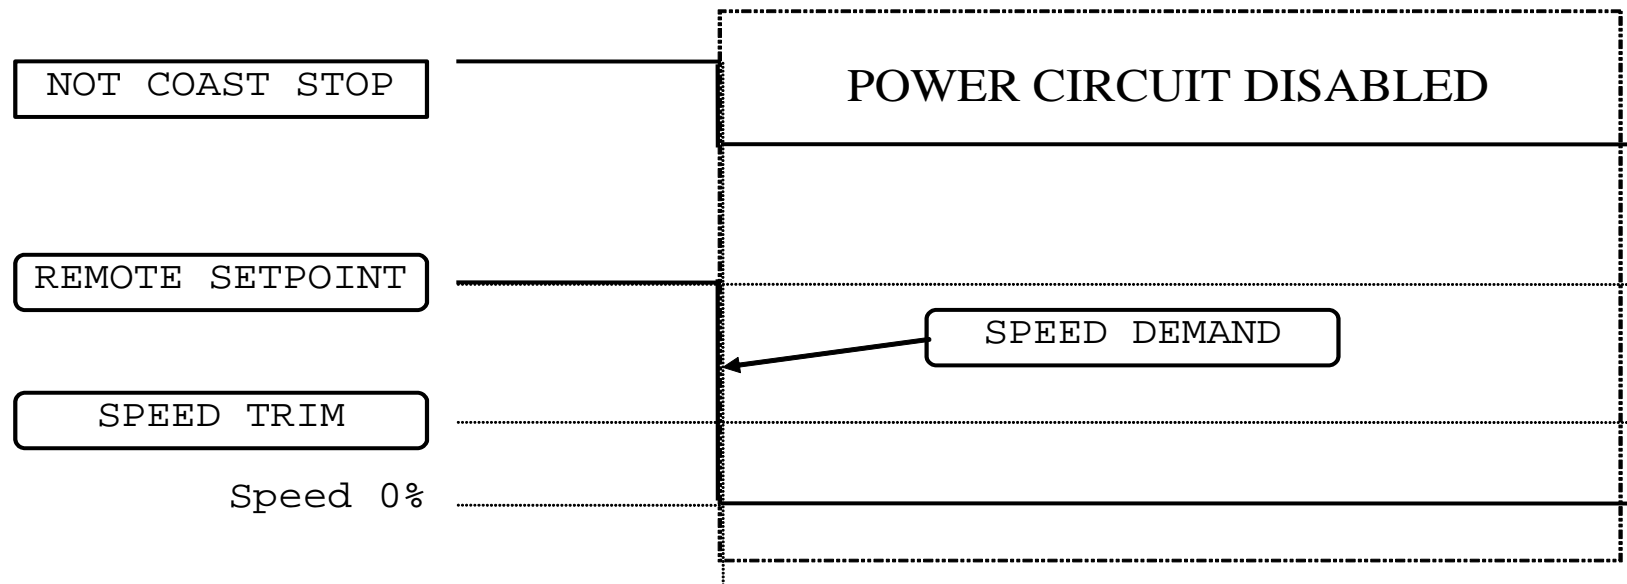 NOT COAST STOP
POWER CIRCUIT DISABLED
REMOTE SETPOINT
SPEED DEMAND
SPEED TRIM
Speed 0%